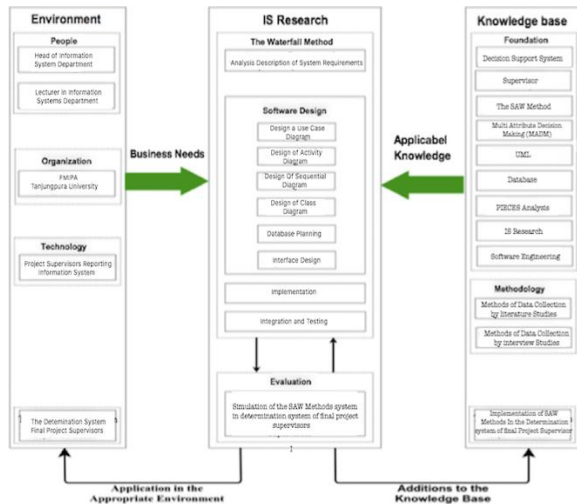 Environment
People
Head of Information
System Department
Lecturer in Information
Systems Department
Organization
FMIPA
Tanjungpura University
Technology
Project Supervisors Reporting
Information System
The Detemination System
Final Project Supervisors
Business Needs
IS Research
The Waterfall Method
Analysis Description of System Requirements
Software Design
Design a Use Case
Diagram
Design of Activity
Diagram
Design Of Sequential
Diagram
Design of Class
Diagram
Database Planning
Interface Design
Implementation
Integration and Testing
Evaluation
Simulation of the SAW Methods system
in determination system of final project
supervisors
Applicabel
Knowledge
Knowledge base
Foundation
Decision Support System
Supervisor
The SAW Method
Multi Attribute Decision
Making (MADM)
UML
Database
PIECES Analysts
IS Research
Software Engineering
Methodology
Methods of Data Collection
by literature Studies
Methods of Data Collection
by interview Studies
Implementation of SAW
Methods In the Determination
system of final Project Supervisor
Application in the
Appropriate Environment
Additions to the
Knowledge Base